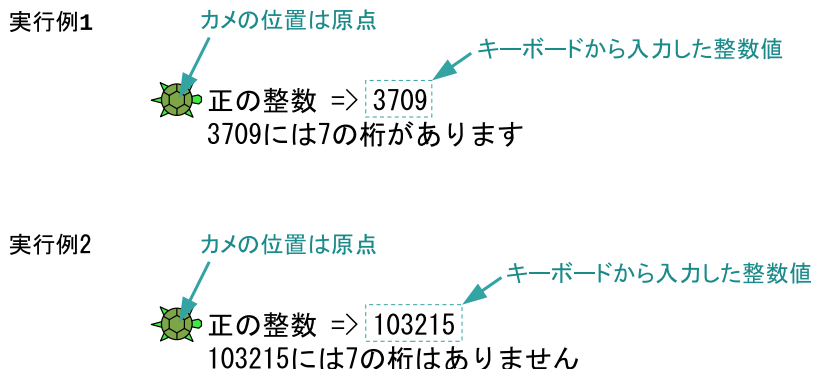 実行例1
カメの位置は原点
キーボードから入力した整数値
正の整数 => 3709
3709には7の桁があります
実行例2
カメの位置は原点
キーボードから入力した整数値
正の整数 => 103215
103215には7の桁はありません